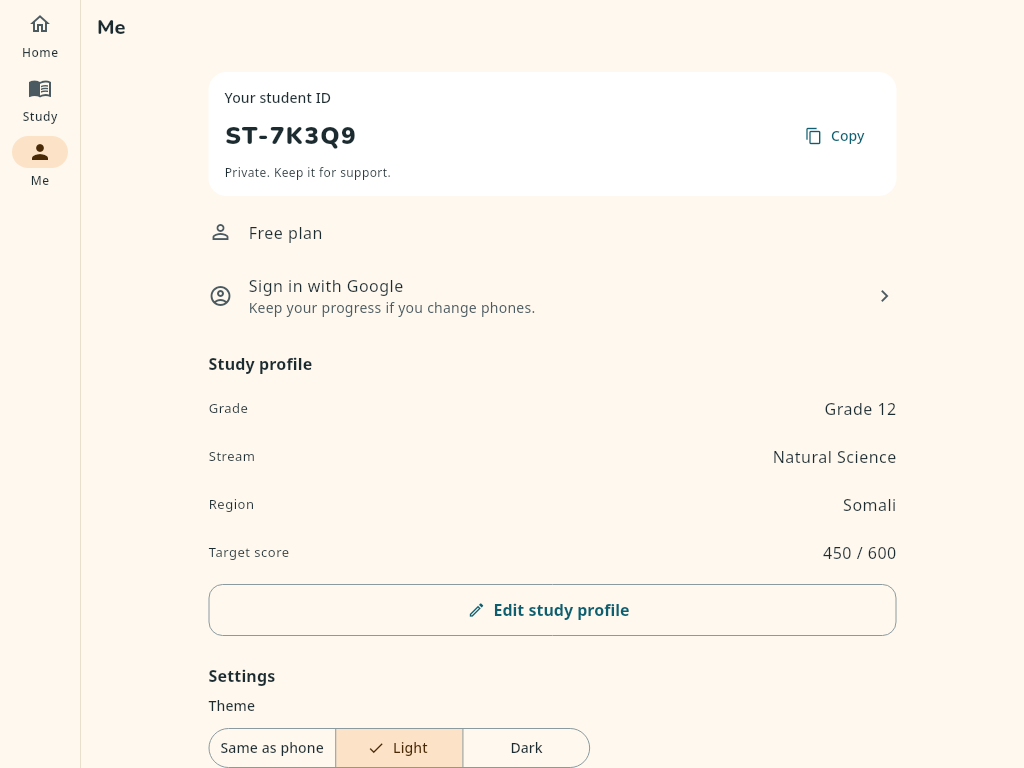 Me
Home
Study
Me
Your student ID
ST-7K3Q9
Copy
Private. Keep it for support.
Free plan
Sign in with Google
Keep your progress if you change phones.
Study profile
Grade
Grade 12
Stream
Natural Science
Region
Somali
Target score
450 / 600
Edit study profile
Settings
Theme
Same as phone
Light
Dark